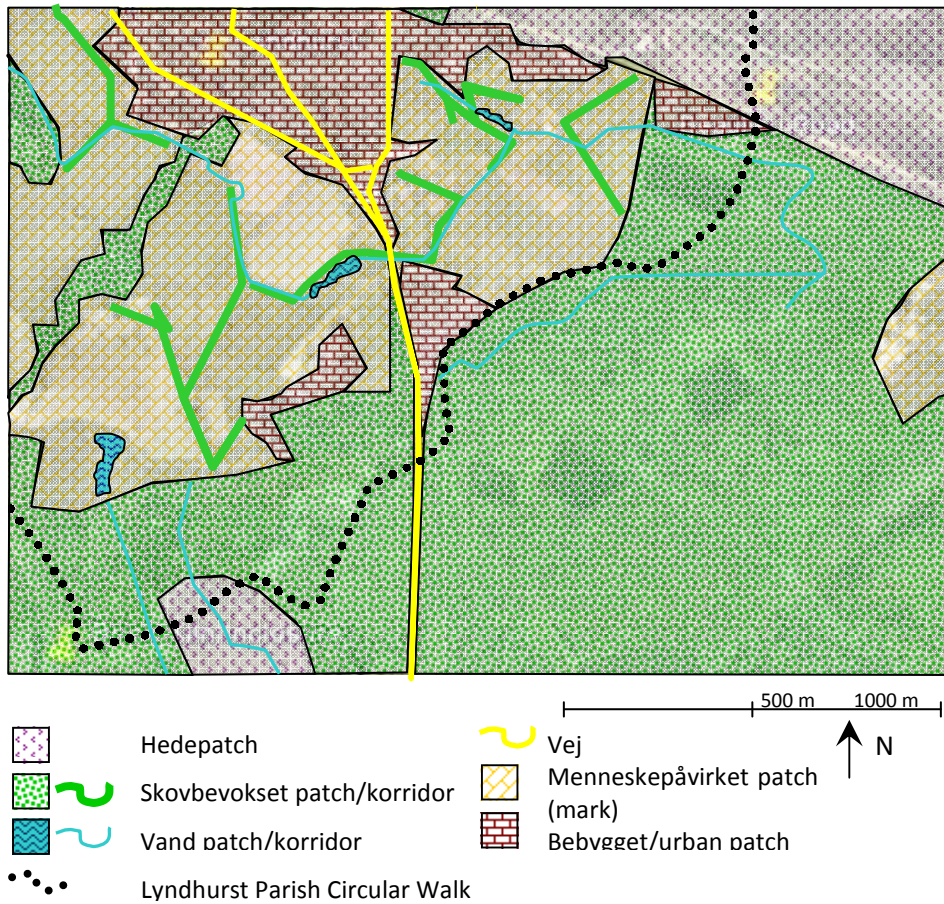 500 m 1000 m
N
Hedepatch
Vej
Skovbevokset patch/korridor
Menneskepåvirket patch
(mark)
Vand patch/korridor
Bebygget/urban patch
Lyndhurst Parish Circular Walk